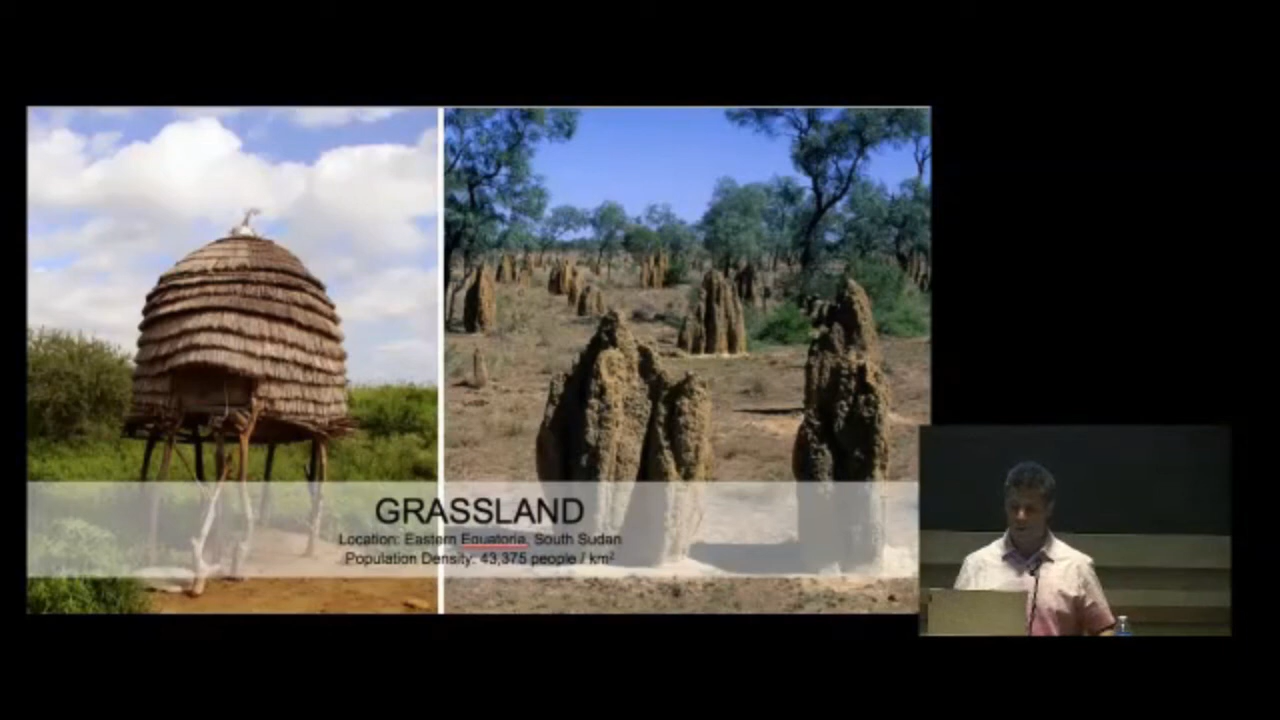 GRASSLAND
Location: Eastern Equatoria, South Sudan
Population Density: 43,375 people / km²